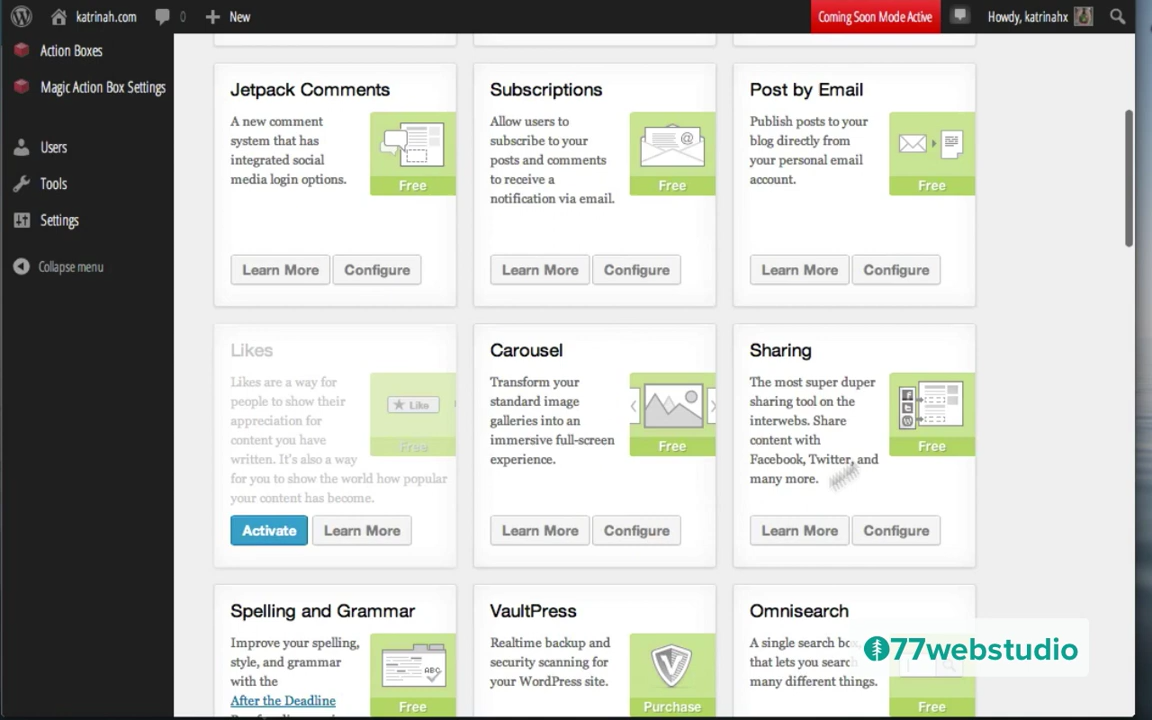 katrinah.com
0
New
Coming Soon Mode Active
Howdy, katrinahx
Action Boxes
Magic Action Box Settings
Users
Tools
Settings
Collapse menu
Jetpack Comments
A new comment
system that has
integrated social
media login options.
Free
Learn More
Configure
Subscriptions
Allow users to
subscribe to your
posts and comments
to receive a
notification via email.
Free
Learn More
Configure
Post by Email
Publish posts to your
blog directly from
your personal email
account.
Free
Learn More
Configure
Likes
Likes are a way for
people to show their
appreciation for
content you have
written. It's also a way
for you to show the world how popular
your content has become.
Like
Free
Activate
Learn More
Carousel
Transform your
standard image
galleries into an
immersive full-screen
experience.
Free
Learn More
Configure
Sharing
The most super duper
sharing tool on the
interwebs. Share
content with
Facebook, Twitter, and
many more.
Free
Learn More
Configure
Spelling and Grammar
Improve your spelling,
style, and grammar
with the
After the Deadline
ABC
Free
VaultPress
Realtime backup and
security scanning for
your WordPress site.
Purchase
Omnisearch
A single search box
that lets you search
many different things.
Free
77webstudio